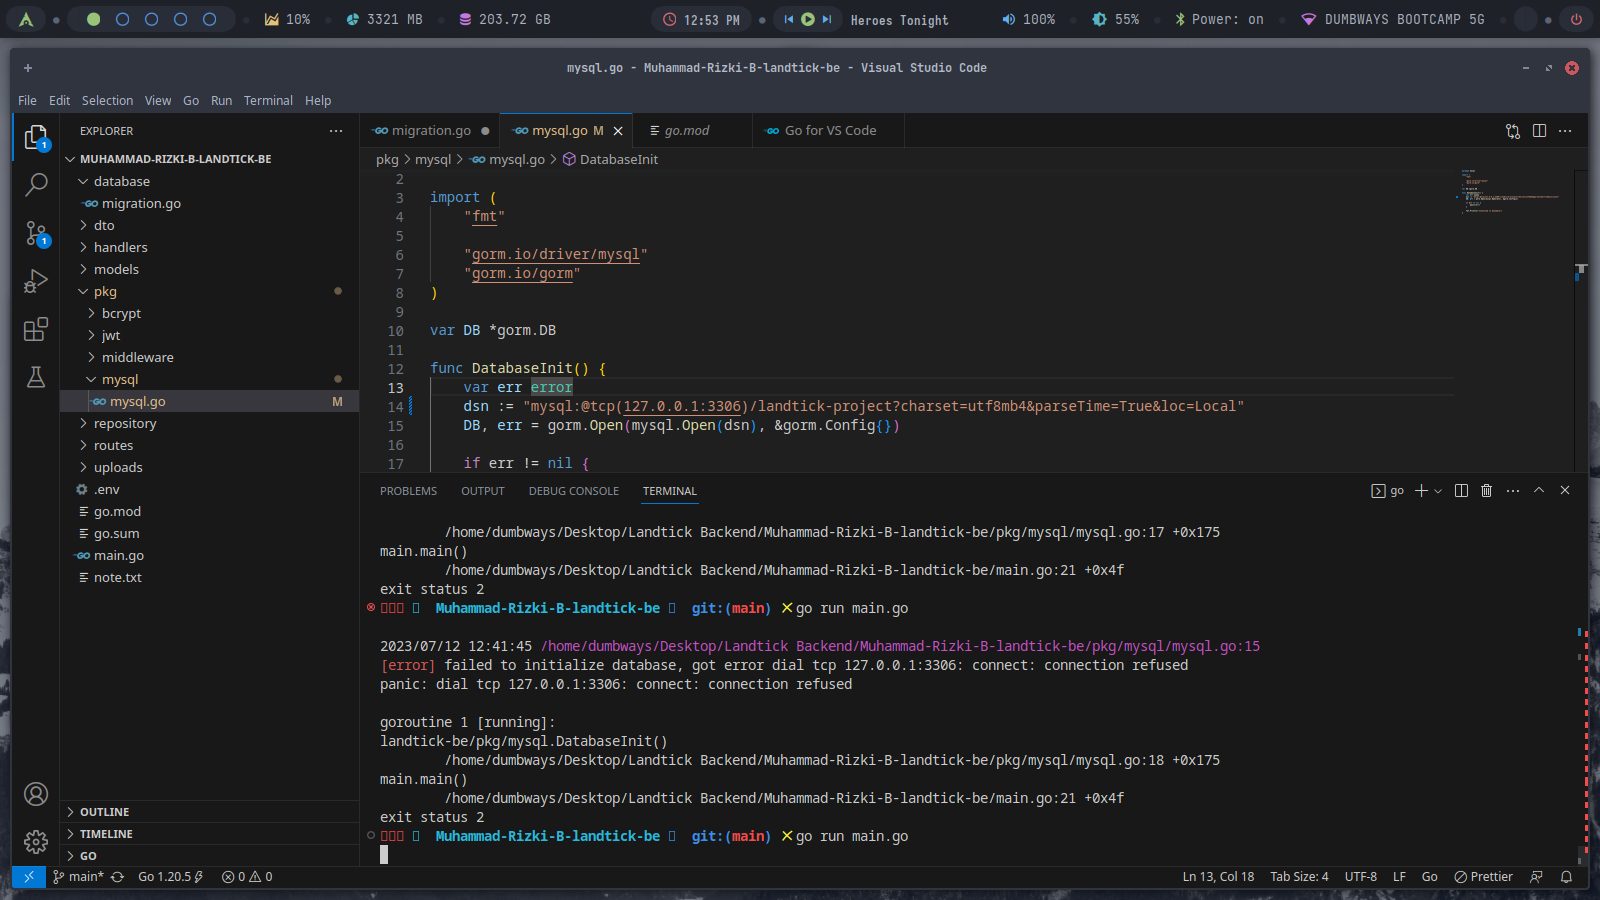 10%
3321 MB
203.72 GB
12:53 PM
Heroes Tonight
100%
55%
Power: on
DUMBWAYS BOOTCAMP 5G
mysql.go - Muhammad-Rizki-B-landtick-be - Visual Studio Code
File Edit Selection View Go Run Terminal Help
EXPLORER
MUHAMMAD-RIZKI-B-LANDTICK-BE
database
migration.go
dto
handlers
models
pkg
bcrypt
jwt
middleware
mysql
mysql.go M
repository
routes
uploads
.env
go.mod
go.sum
main.go
note.txt
OUTLINE
TIMELINE
GO
1
1
migration.go
mysql.go M
go.mod
Go for VS Code
pkg > mysql > mysql.go > DatabaseInit
2
3 import (
4 "fmt"
5
6 "gorm.io/driver/mysql"
7 "gorm.io/gorm"
8 )
9
10 var DB *gorm.DB
11
12 func DatabaseInit() {
13 var err error
14 dsn := "mysql:@tcp(127.0.0.1:3306)/landtick-project?charset=utf8mb4&parseTime=True&loc=Local"
15 DB, err = gorm.Open(mysql.Open(dsn), &gorm.Config{})
16
17 if err != nil {
PROBLEMS OUTPUT DEBUG CONSOLE TERMINAL
go
/home/dumbways/Desktop/Landtick Backend/Muhammad-Rizki-B-landtick-be/pkg/mysql/mysql.go:17 +0x175
main.main()
/home/dumbways/Desktop/Landtick Backend/Muhammad-Rizki-B-landtick-be/main.go:21 +0x4f
exit status 2
Muhammad-Rizki-B-landtick-be git:(main) ✗ go run main.go
2023/07/12 12:41:45 /home/dumbways/Desktop/Landtick Backend/Muhammad-Rizki-B-landtick-be/pkg/mysql/mysql.go:15
[error] failed to initialize database, got error dial tcp 127.0.0.1:3306: connect: connection refused
panic: dial tcp 127.0.0.1:3306: connect: connection refused
goroutine 1 [running]:
landtick-be/pkg/mysql.DatabaseInit()
/home/dumbways/Desktop/Landtick Backend/Muhammad-Rizki-B-landtick-be/pkg/mysql/mysql.go:18 +0x175
main.main()
/home/dumbways/Desktop/Landtick Backend/Muhammad-Rizki-B-landtick-be/main.go:21 +0x4f
exit status 2
Muhammad-Rizki-B-landtick-be git:(main) ✗ go run main.go
main* Go 1.20.5 0 0
Ln 13, Col 18 Tab Size: 4 UTF-8 LF Go Prettier